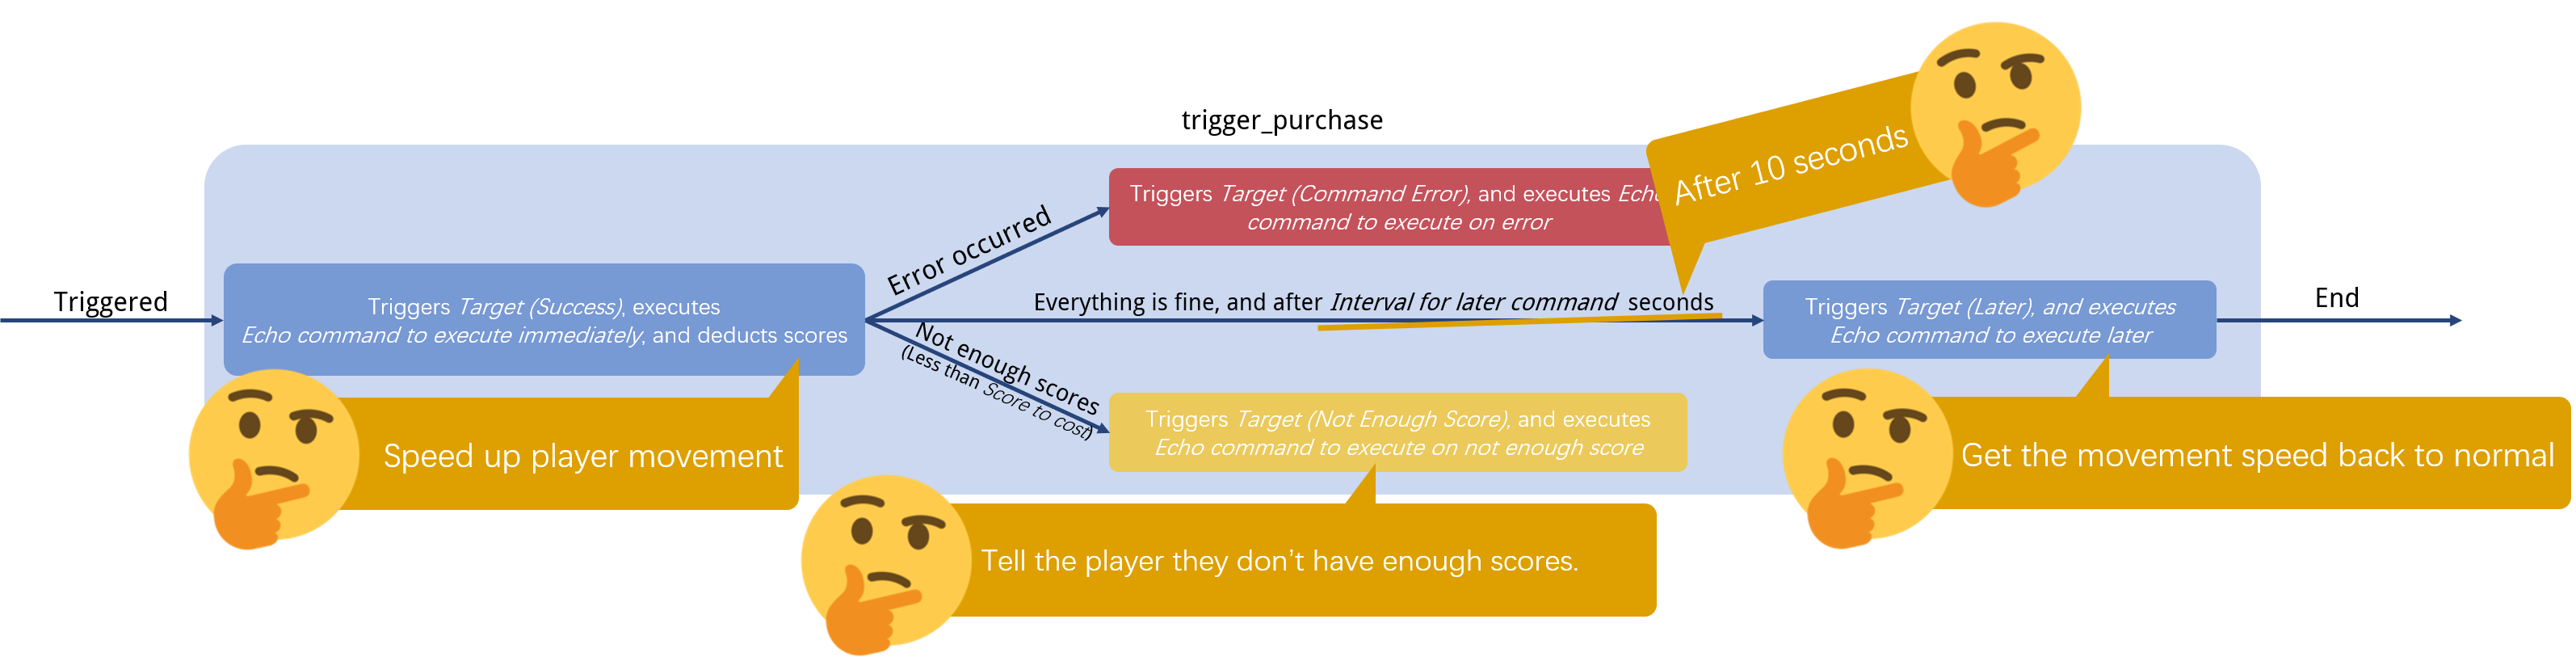 trigger_purchase
Triggered
Triggers Target (Success), executes
Echo command to execute immediately, and deducts scores
Speed up player movement
Error occurred
Triggers Target (Command Error), and executes
command to execute on error
After 10 seconds
Everything is fine, and after Interval for later command seconds
Not enough scores
(Less than Score to cost)
Triggers Target (Not Enough Score), and executes
Echo command to execute on not enough score
Tell the player they don’t have enough scores.
Triggers Target (Later), and executes
Echo command to execute later
Get the movement speed back to normal
End